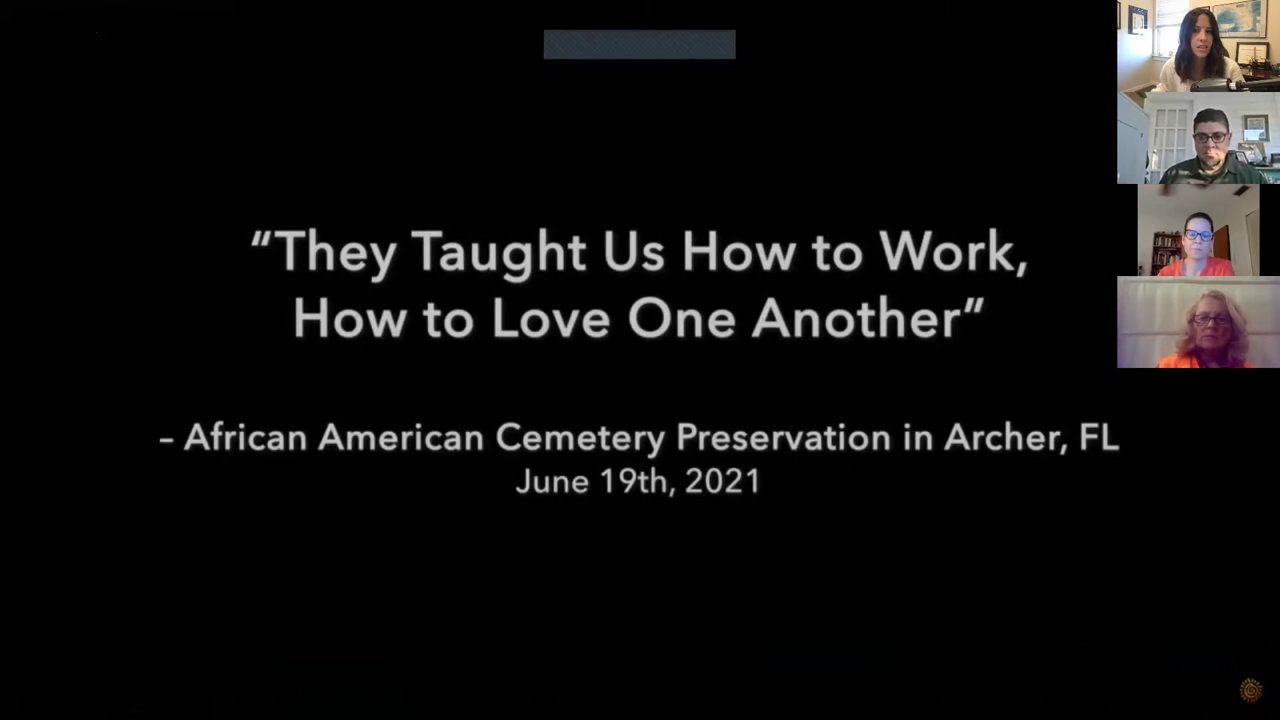 “They Taught Us How to Work,
How to Love One Another”
– African American Cemetery Preservation in Archer, FL
June 19th, 2021